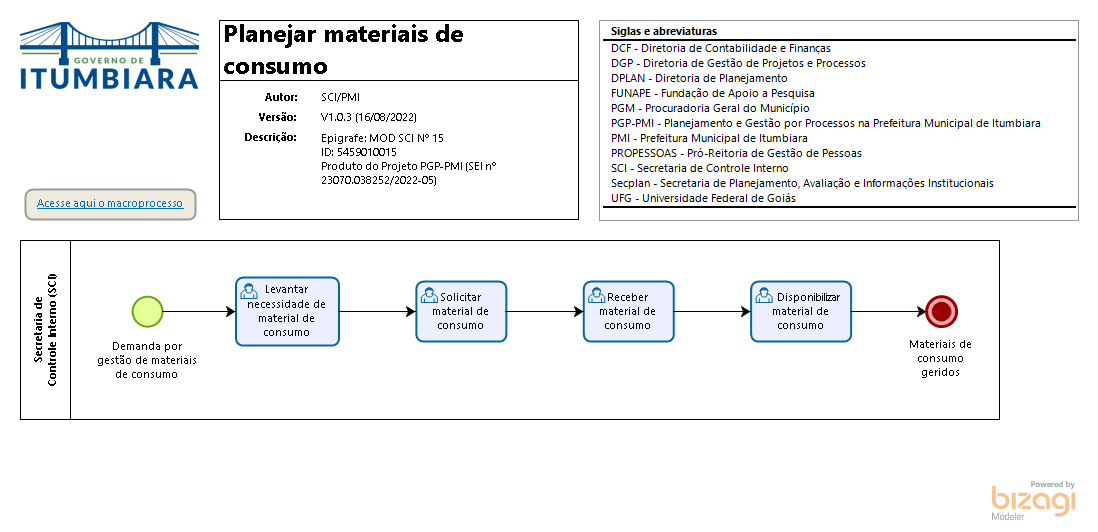 GOVERNO DE
ITUMBIARA
Acesse aqui o macroprocesso
Planejar materiais de
consumo
Autor: SCI/PMI
Versão: V1.0.3 (16/08/2022)
Descrição: Epigrafe: MOD SCI Nº 15
ID: 5459010015
Produto do Projeto PGP-PMI (SEI nº
23070.038252/2022-05)
Siglas e abreviaturas
DCF - Diretoria de Contabilidade e Finanças
DGP - Diretoria de Gestão de Projetos e Processos
DPLAN - Diretoria de Planejamento
FUNAPE - Fundação de Apoio a Pesquisa
PGM - Procuradoria Geral do Município
PGP-PMI - Planejamento e Gestão por Processos na Prefeitura Municipal de Itumbiara
PMI - Prefeitura Municipal de Itumbiara
PROPESSOAS - Pró-Reitoria de Gestão de Pessoas
SCI - Secretaria de Controle Interno
Secplan - Secretaria de Planejamento, Avaliação e Informações Institucionais
UFG - Universidade Federal de Goiás
Secretaria de
Controle Interno (SCI)
Demanda por
gestão de materiais
de consumo
Levantar
necessidade de
material de
consumo
Solicitar
material de
consumo
Receber
material de
consumo
Disponibilizar
material de
consumo
Materiais de
consumo
geridos
Powered by
bizagi
Modeler